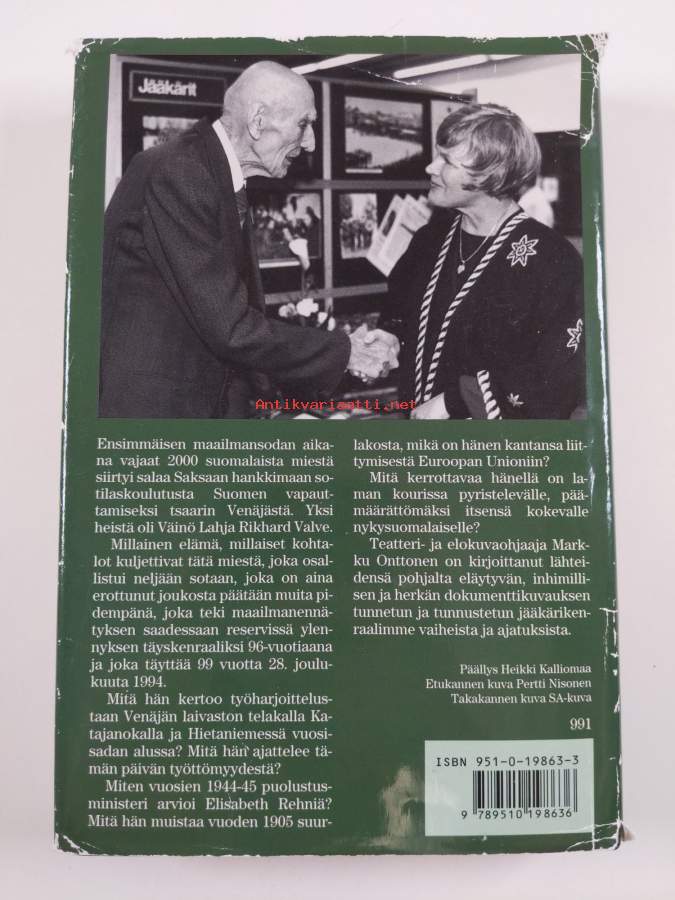 Jääkärit
Antikvariaatti.net
Ensimmäisen maailmansodan aika-
na vajaat 2000 suomalaista miestä
siirtyi salaa Saksaan hankkimaan so-
tilaskoulutusta Suomen vapaut-
tamiseksi tsaarin Venäjästä. Yksi
heistä oli Väinö Lahja Rikhard Valve.
Millainen elämä, millaiset kohta-
lot kuljettivat tätä miestä, joka osal-
listui neljään sotaan, joka on aina
erottunut joukosta päätään muita pi-
dempänä, joka teki maailmanennä-
tyksen saadessaan reservissä ylen-
nyksen täyskenraaliksi 96-vuotiaana
ja joka täyttää 99 vuotta 28. joulu-
kuuta 1994.
Mitä hän kertoo työharjoittelus-
taan Venäjän laivaston telakalla Ka-
tajanokalla ja Hietaniemessä vuosi-
sadan alussa? Mitä hän ajattelee tä-
män päivän työttömyydestä?
Miten vuosien 1944-45 puolustus-
ministeri arvioi Elisabeth Rehniä?
Mitä hän muistaa vuoden 1905 suur-
lakosta, mikä on hänen kantansa liit-
tymisestä Euroopan Unioniin?
Mitä kerrottavaa hänellä on la-
man kourissa pyristelevälle, pää-
määrättömäksi itsensä kokevalle
nykysuomalaiselle?
Teatteri- ja elokuvaohjaaja Mark-
ku Onttonen on kirjoittanut lähtei-
densä pohjalta eläytyvän, inhimilli-
sen ja herkän dokumenttikuvauksen
tunnetun ja tunnustetun jääkäriken-
raalimme vaiheista ja ajatuksista.
Päällys Heikki Kalliomaa
Etukannen kuva Pertti Nisonen
Takakannen kuva SA-kuva
991
ISBN 951-0-19863-3
9 789510 198636